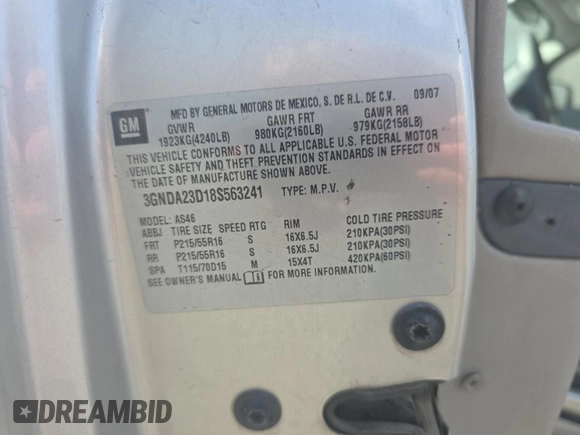 GM
MFD BY GENERAL MOTORS DE MEXICO, S. DE R.L. DE C.V. 09/07
GVWR GAWR FRT GAWR RR
1923KG(4240LB) 980KG(2160LB) 979KG(2158LB)
THIS VEHICLE CONFORMS TO ALL APPLICABLE U.S. FEDERAL MOTOR
VEHICLE SAFETY AND THEFT PREVENTION STANDARDS IN EFFECT ON
THE DATE OF MANUFACTURE SHOWN ABOVE.
3GNDA23D18S563241 TYPE: M.P.V.
MODEL: AS46
ABBJ TIRE SIZE SPEED RTG RIM COLD TIRE PRESSURE
FRT P215/55R16 S 16X6.5J 210KPA(30PSI)
RR P215/55R16 S 16X6.5J 210KPA(30PSI)
SPA T115/70D15 M 15X4T 420KPA(60PSI)
SEE OWNER'S MANUAL FOR MORE INFORMATION.
DREAMBID